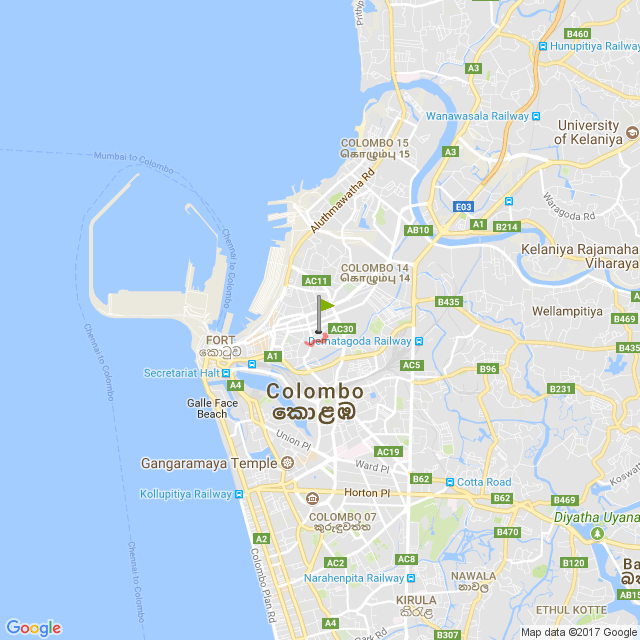 Prithip
B460
Hunupitiya Railway
A3
Wanawasala Railway
University
of Kelaniya
COLOMBO 15
கொழும்பு 15
A3
Mumbai to Colombo
Aluthmawatha Rd
E03
A1
B214
Waragoda Rd
AB10
Kelaniya Rajamaha
Viharaya
Chennai to Colombo
COLOMBO 14
கொழும்பு 14
AC11
B435
Wellampitiya
B469
AC30
Dematagoda Railway
B435
FORT
කොටුව
A1
Secretariat Halt
A4
AC5
B96
B231
Chennai to Colombo
Galle Face
Beach
Colombo
කොළඹ
Union Pl
AC19
Gangaramaya Temple
Ward Pl
B62
Cotta Road
Koswatt
Kollupitiya Railway
Horton Pl
B62
B469
COLOMBO 07
කුරුඳුවත්ත
Diyatha Uyana
A2
B470
AC2
AC8
B120
Colombo Plan Rd
Narahenpita Railway
NAWALA
නාවල
Ba
බත
AB15
Chennai to Colombo
KIRULA
කිරුළ
A4
ETHUL KOTTE
Google
Park Rd
B307
Map data ©2017 Google